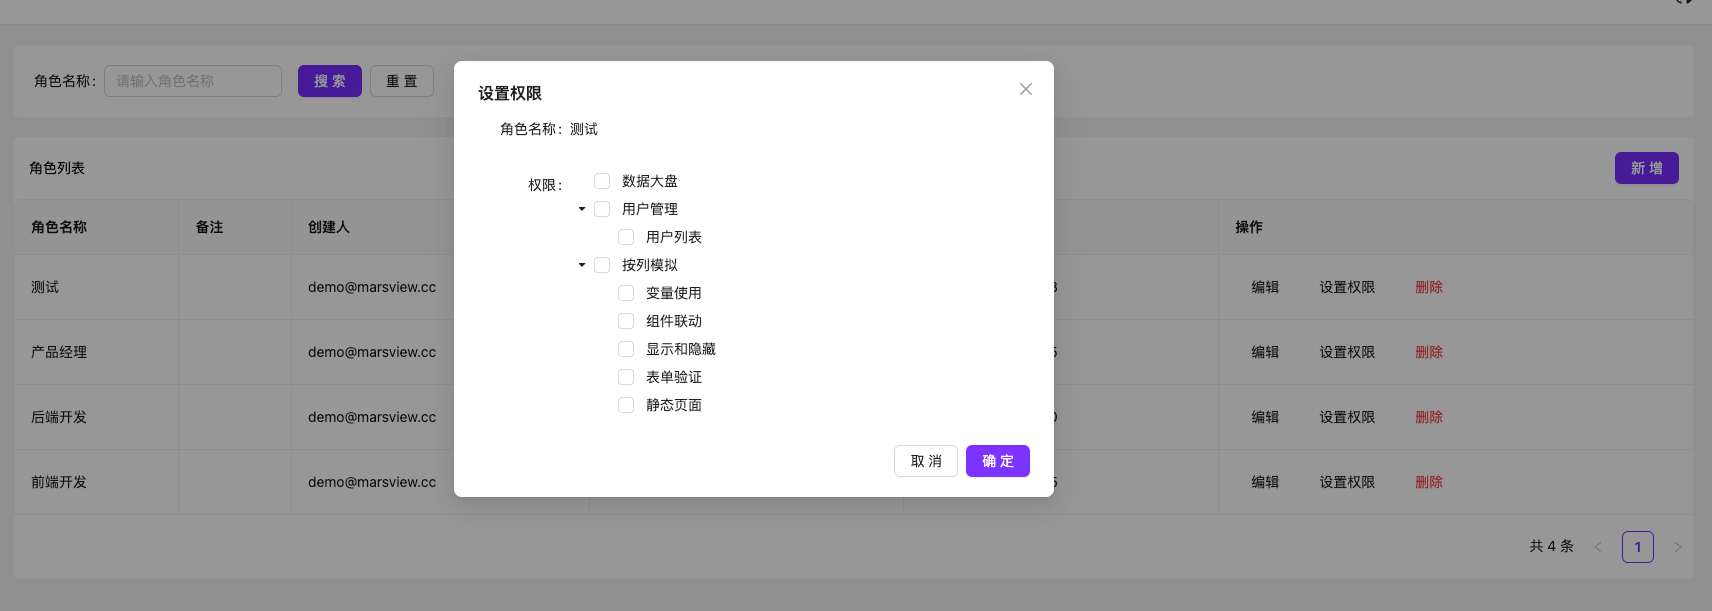 角色名称:
请输入角色名称
搜 索
重 置
角色列表
新 增
角色名称
备注
创建人
操作
测试
demo@marsview.cc
编辑
设置权限
删除
产品经理
demo@marsview.cc
编辑
设置权限
删除
后端开发
demo@marsview.cc
编辑
设置权限
删除
前端开发
demo@marsview.cc
编辑
设置权限
删除
共 4 条
1
设置权限
角色名称: 测试
权限:
数据大盘
用户管理
用户列表
按列模拟
变量使用
组件联动
显示和隐藏
表单验证
静态页面
取 消
确 定